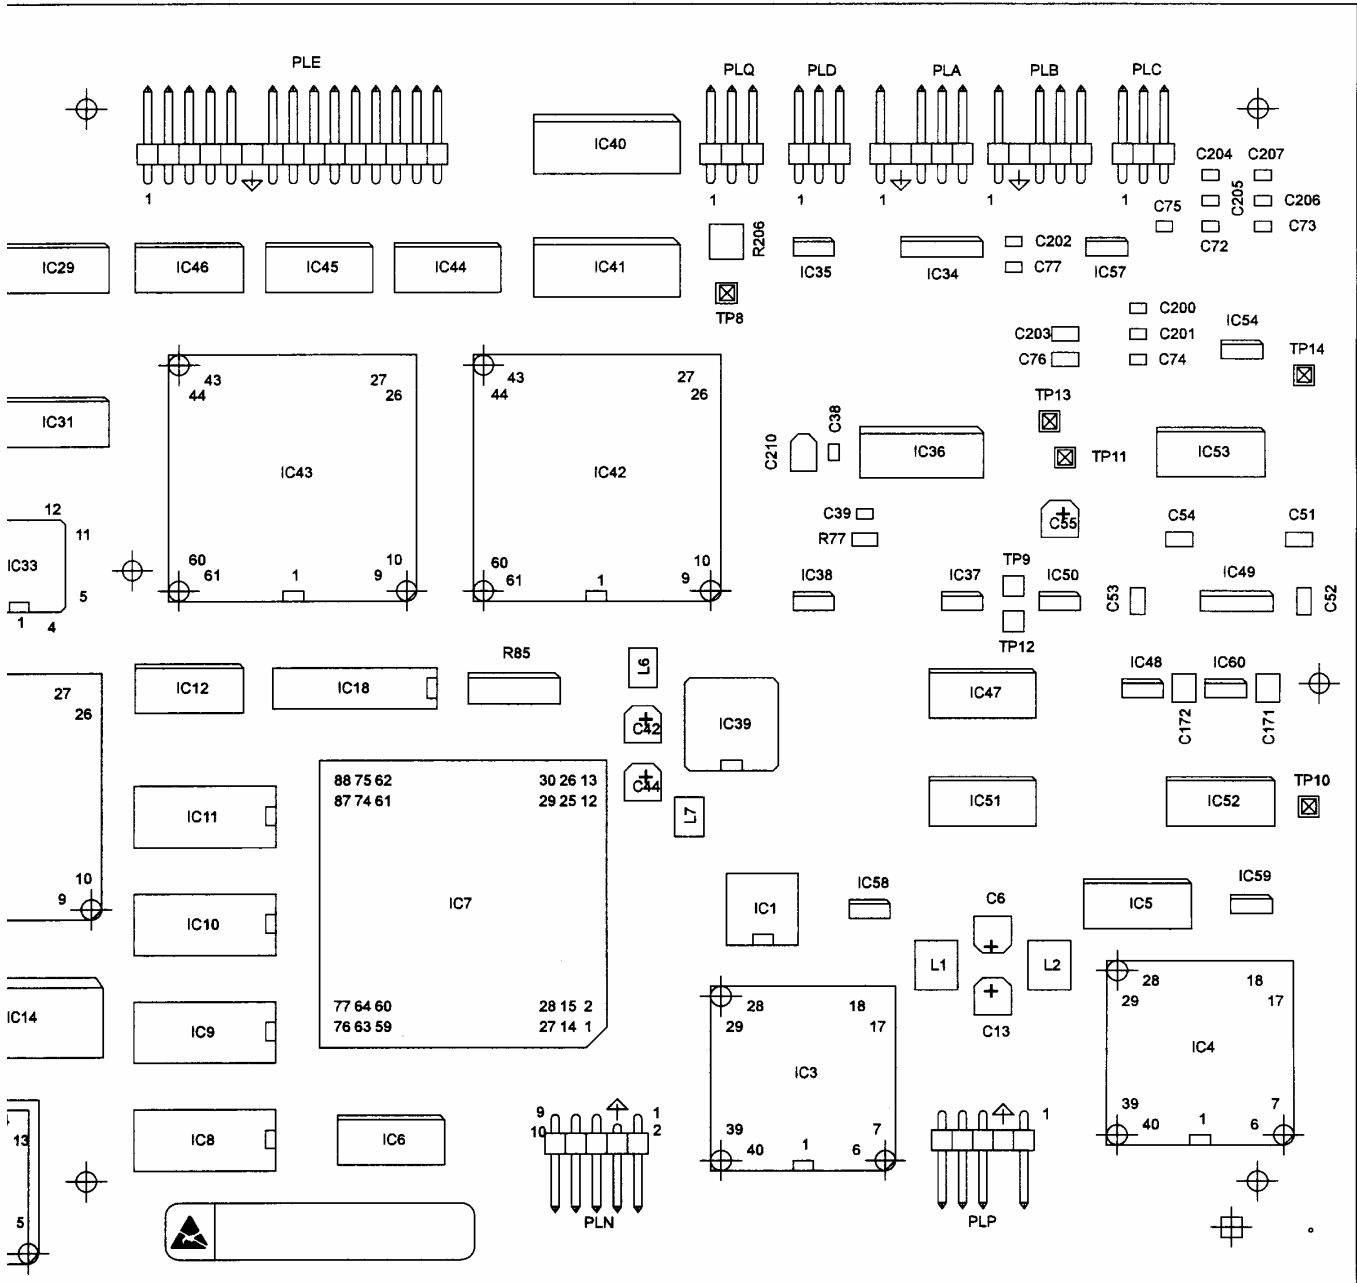 PLE
PLQ PLD PLA PLB PLC
IC40
C204 C207
C205
C206
1 1 1 1 1 1
C75
C73
C72
R206
C202
C77
IC29 IC46 IC45 IC44 IC41
IC35 IC34 IC57
TP8
C200
C203 C201 IC54
C76 C74 TP14
43 27 43 27
44 26 44 26
TP13
IC31
C210 C38 IC36 TP11 IC53
IC43 IC42
12
11
C39 C55 C54 C51
R77
IC33
60 10 60 10
61 1 9 61 1 9
IC38 IC37 TP9 IC50 C53 IC49 C52
5
1 4
TP12
R85
L6
IC12 IC18 IC47 IC48 IC60
27
26
C42 IC39 C172 C171
88 75 62 30 26 13
87 74 61 29 25 12
C44
TP10
IC11 L7 IC51 IC52
10
9
IC58 IC59
IC10 IC7 IC1 C6 IC5
L1 L2
28 18
29 17
77 64 60 28 15 2
76 63 59 27 14 1
28 18
29 17
IC14 IC9 C13
IC3 IC4
9 1
10 2
39 7
40 1 6
1
39 7
40 1 6
13
IC8 IC6
5
PLN PLP